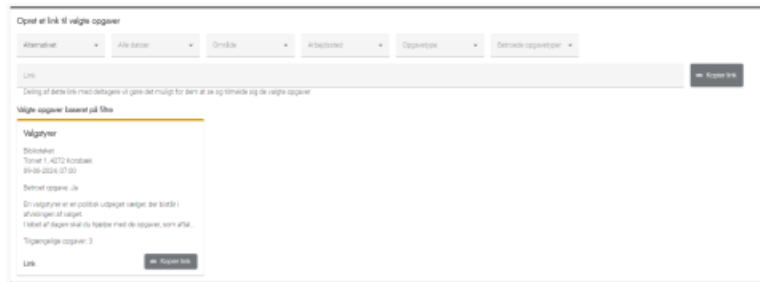 Opret et link til valgte opgaver
Alternativet Alle datoer Område Arbejdssted Opgavetype Betroede opgavetyper
Link Kopier link
Deling af dette link med deltagere vil gøre det muligt for dem at se og tilmelde sig de valgte opgaver
Valgte opgaver baseret på filtre
Valgstyrer
Biblioteket
Torvet 1, 4272 Korsbæk
09-06-2024, 07:00
Betroet opgave: Ja
En valgstyrer er en politisk udpeget vælger, der bistår i
afviklingen af valget.
I løbet af dagen skal du hjælpe med de opgaver, som aftal...
Tilgængelige opgaver: 3
Link Kopier link